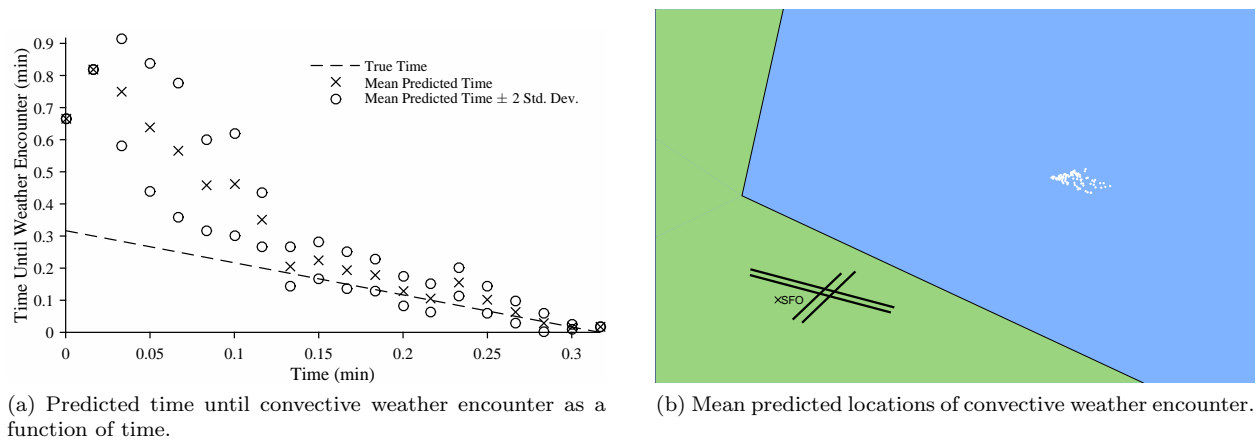 0.9
0.8
0.7
0.6
0.5
0.4
0.3
0.2
0.1
0
Time Until Weather Encounter (min)
True Time
Mean Predicted Time
Mean Predicted Time ± 2 Std. Dev.
0 0.05 0.1 0.15 0.2 0.25 0.3
Time (min)
(a) Predicted time until convective weather encounter as a
function of time.
SFO
(b) Mean predicted locations of convective weather encounter.